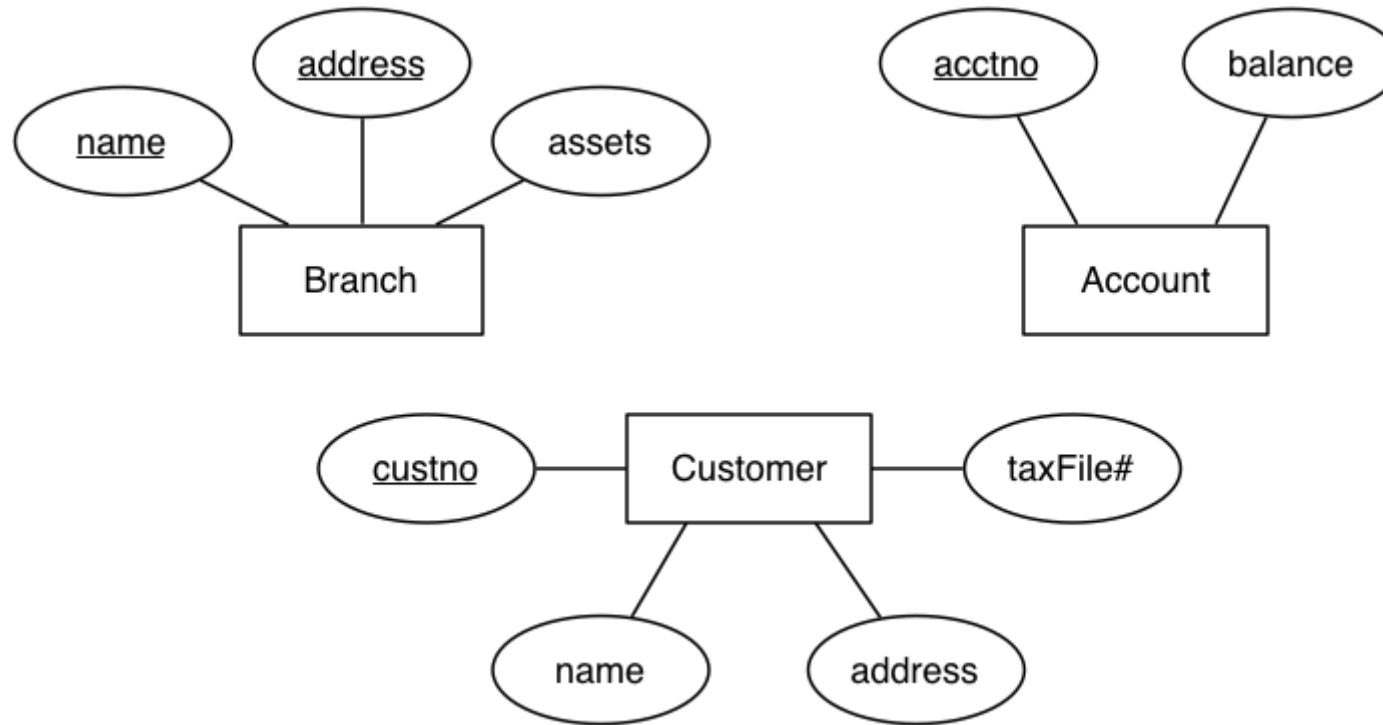 address
name
assets
Branch
acctno
balance
Account
custno
Customer
taxFile#
name
address